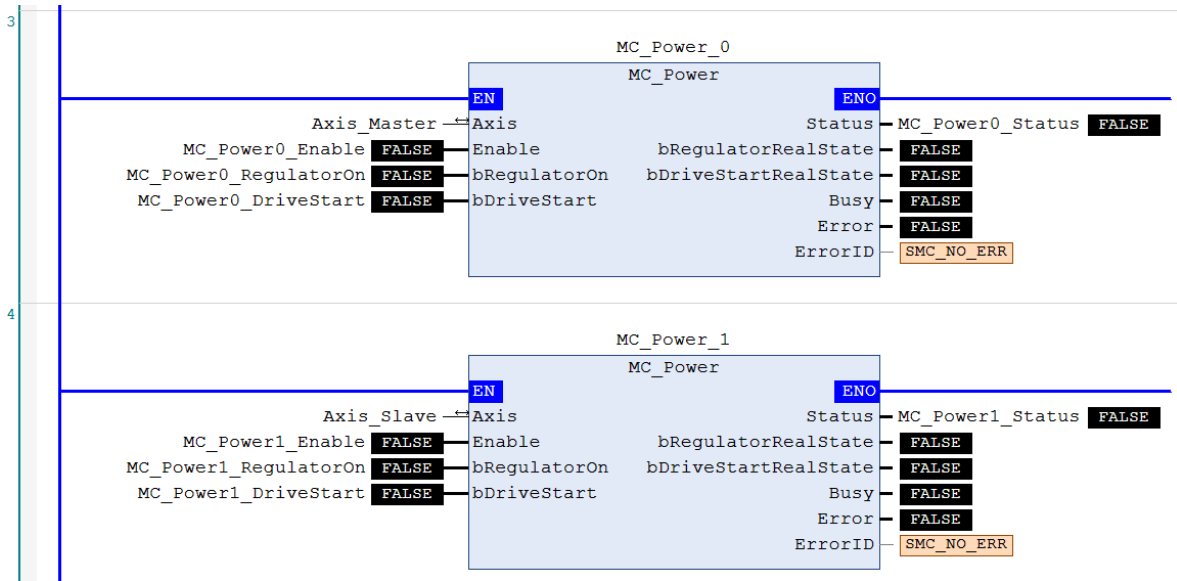 3
MC_Power_0
MC_Power
EN ENO
Axis_Master Axis Status MC_Power0_Status FALSE
MC_Power0_Enable FALSE Enable bRegulatorRealState FALSE
MC_Power0_RegulatorOn FALSE bRegulatorOn bDriveStartRealState FALSE
MC_Power0_DriveStart FALSE bDriveStart Busy FALSE
Error FALSE
ErrorID SMC_NO_ERR
4
MC_Power_1
MC_Power
EN ENO
Axis_Slave Axis Status MC_Power1_Status FALSE
MC_Power1_Enable FALSE Enable bRegulatorRealState FALSE
MC_Power1_RegulatorOn FALSE bRegulatorOn bDriveStartRealState FALSE
MC_Power1_DriveStart FALSE bDriveStart Busy FALSE
Error FALSE
ErrorID SMC_NO_ERR